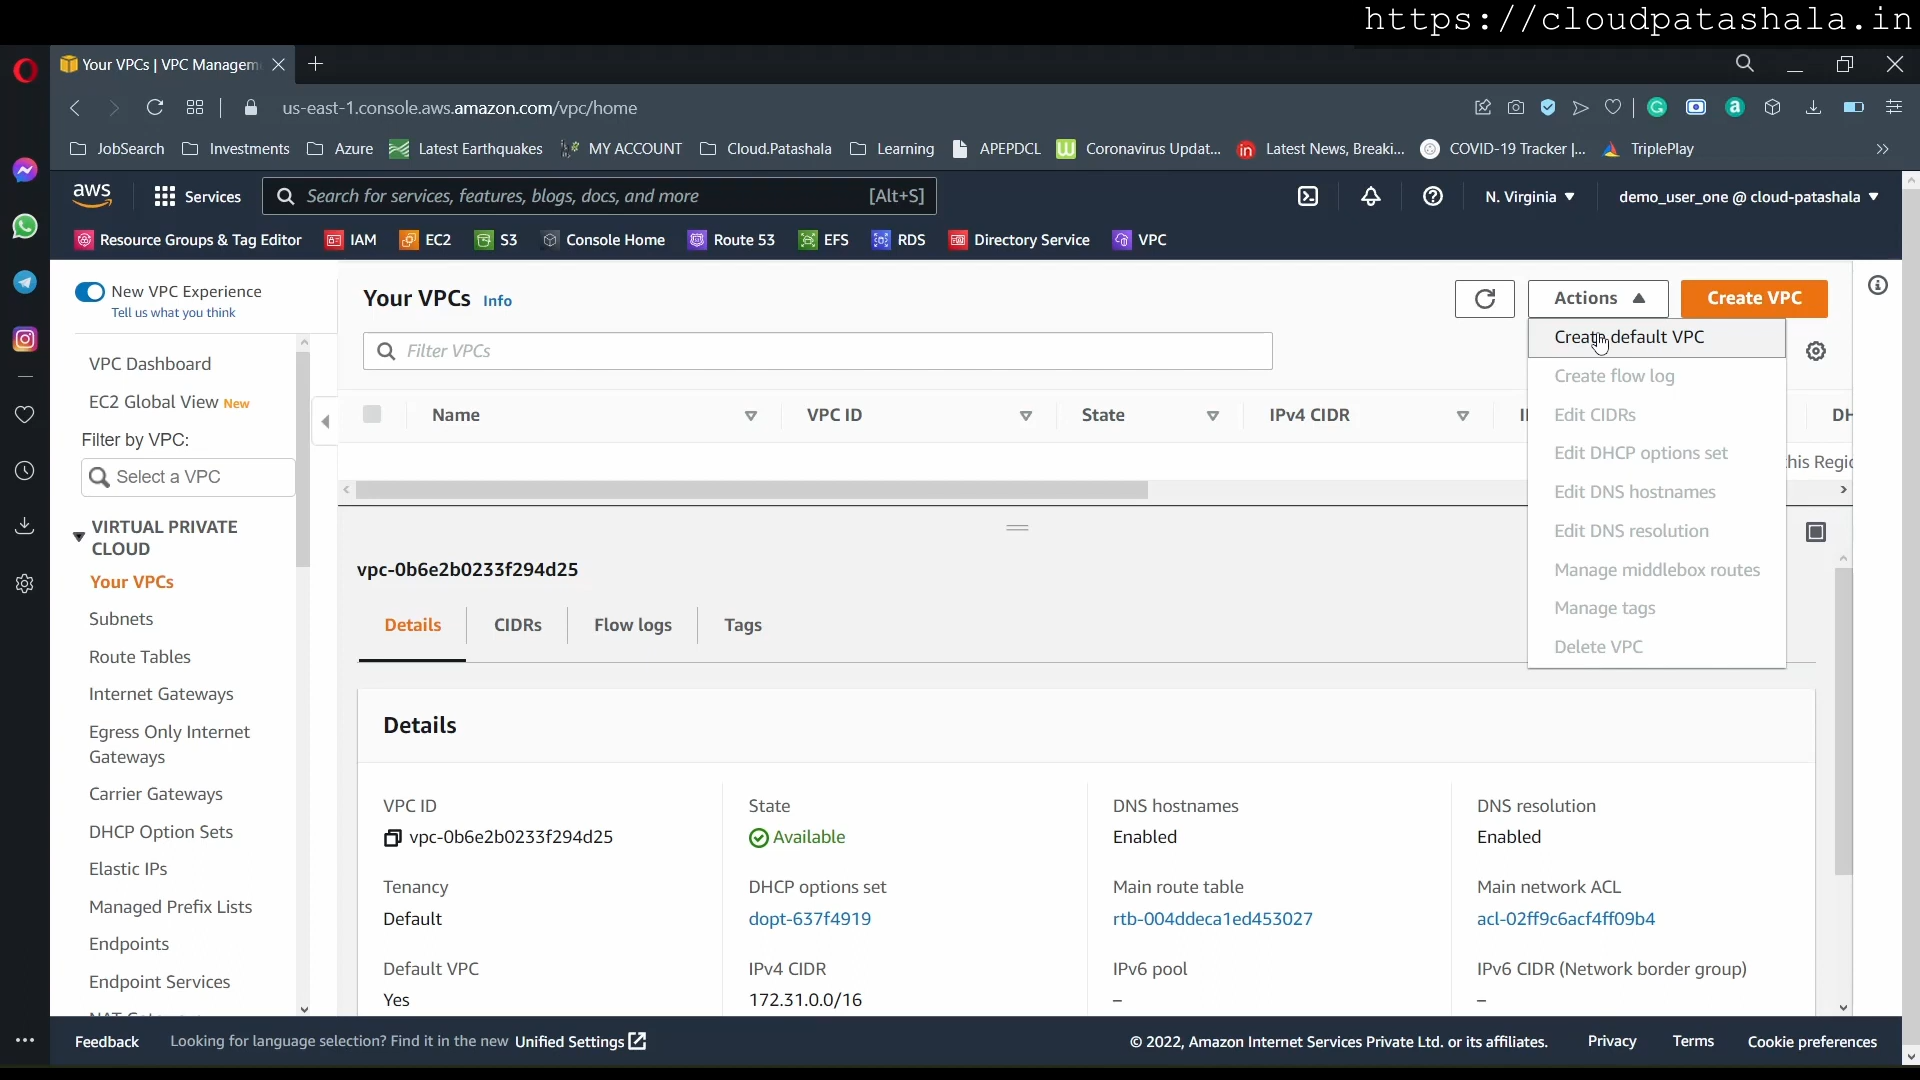 https://cloudpatashala.in
Your VPCs | VPC Managem
us-east-1.console.aws.amazon.com/vpc/home
JobSearch Investments Azure Latest Earthquakes MY ACCOUNT Cloud.Patashala Learning APEPDCL Coronavirus Updat... Latest News, Breaki... COVID-19 Tracker |... TriplePlay
aws Services Search for services, features, blogs, docs, and more [Alt+S] N. Virginia demo_user_one @ cloud-patashala
Resource Groups & Tag Editor IAM EC2 S3 Console Home Route 53 EFS RDS Directory Service VPC
New VPC Experience
Tell us what you think
VPC Dashboard
EC2 Global View New
Filter by VPC:
Select a VPC
VIRTUAL PRIVATE
CLOUD
Your VPCs
Subnets
Route Tables
Internet Gateways
Egress Only Internet
Gateways
Carrier Gateways
DHCP Option Sets
Elastic IPs
Managed Prefix Lists
Endpoints
Endpoint Services
Your VPCs Info
Actions
Create VPC
Filter VPCs
Create default VPC
Create flow log
Edit CIDRs
Edit DHCP options set
Edit DNS hostnames
Edit DNS resolution
Manage middlebox routes
Manage tags
Delete VPC
Name VPC ID State IPv4 CIDR DH
this Regio
vpc-0b6e2b0233f294d25
Details CIDRs Flow logs Tags
Details
VPC ID State DNS hostnames DNS resolution
vpc-0b6e2b0233f294d25 Available Enabled Enabled
Tenancy DHCP options set Main route table Main network ACL
Default dopt-637f4919 rtb-004ddeca1ed453027 acl-02ff9c6acf4ff09b4
Default VPC IPv4 CIDR IPv6 pool IPv6 CIDR (Network border group)
Yes 172.31.0.0/16 – –
Feedback Looking for language selection? Find it in the new Unified Settings © 2022, Amazon Internet Services Private Ltd. or its affiliates. Privacy Terms Cookie preferences